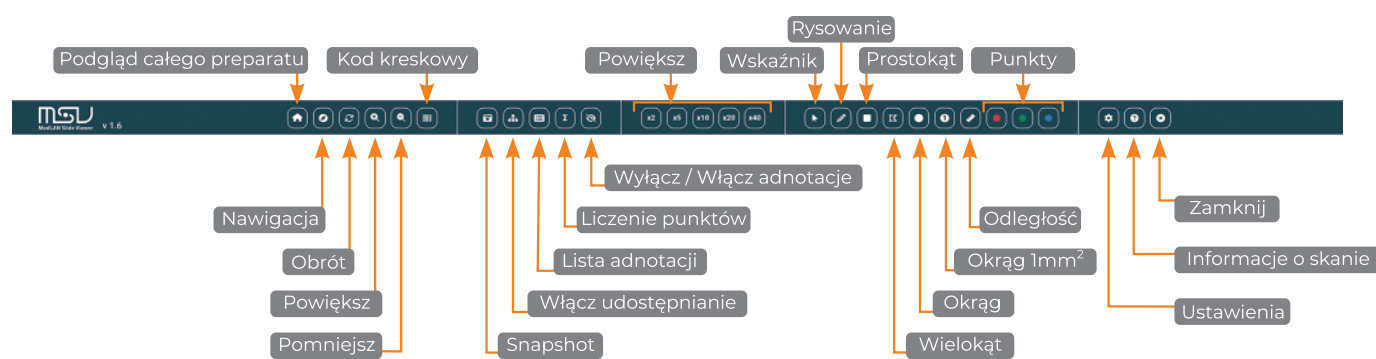 Rysowanie
Podgląd całego preparatu
Kod kreskowy
Powiększ
Wskaźnik
Prostokąt
Punkty
MSV
MedLAN Slide Viewer
v 1.6
x2
x5
x10
x20
x40
Σ
1
?
Wyłącz / Włącz adnotacje
Nawigacja
Liczenie punktów
Odległość
Zamknij
Obrót
Lista adnotacji
Okrąg 1mm²
Informacje o skanie
Powiększ
Włącz udostępnianie
Okrąg
Ustawienia
Pomniejsz
Snapshot
Wielokąt